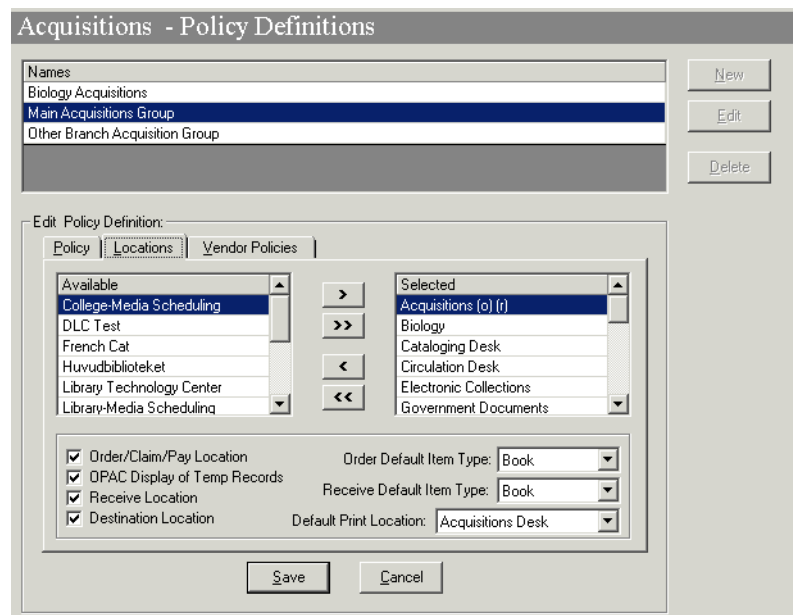 Acquisitions - Policy Definitions
Names
Biology Acquisitions
Main Acquisitions Group
Other Branch Acquisition Group
New
Edit
Delete
Edit Policy Definition:
Policy Locations Vendor Policies
Available
College-Media Scheduling
DLC Test
French Cat
Huvudbiblioteket
Library Technology Center
Library-Media Scheduling
>
>>
<
<<
Selected
Acquisitions (o) (r)
Biology
Cataloging Desk
Circulation Desk
Electronic Collections
Government Documents
Order/Claim/Pay Location
OPAC Display of Temp Records
Receive Location
Destination Location
Order Default Item Type: Book
Receive Default Item Type: Book
Default Print Location: Acquisitions Desk
Save Cancel